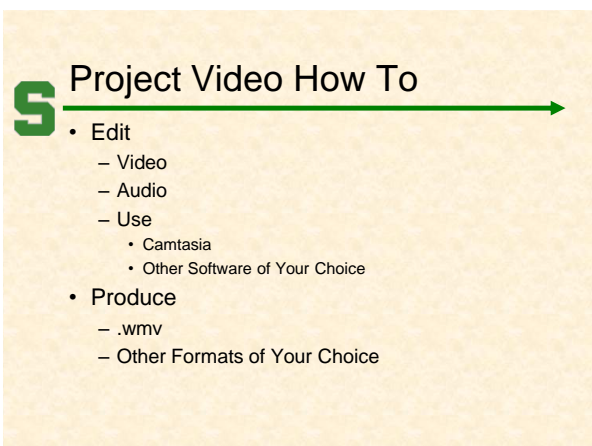 Project Video How To
S
• Edit
– Video
– Audio
– Use
• Camtasia
• Other Software of Your Choice
• Produce
– .wmv
– Other Formats of Your Choice